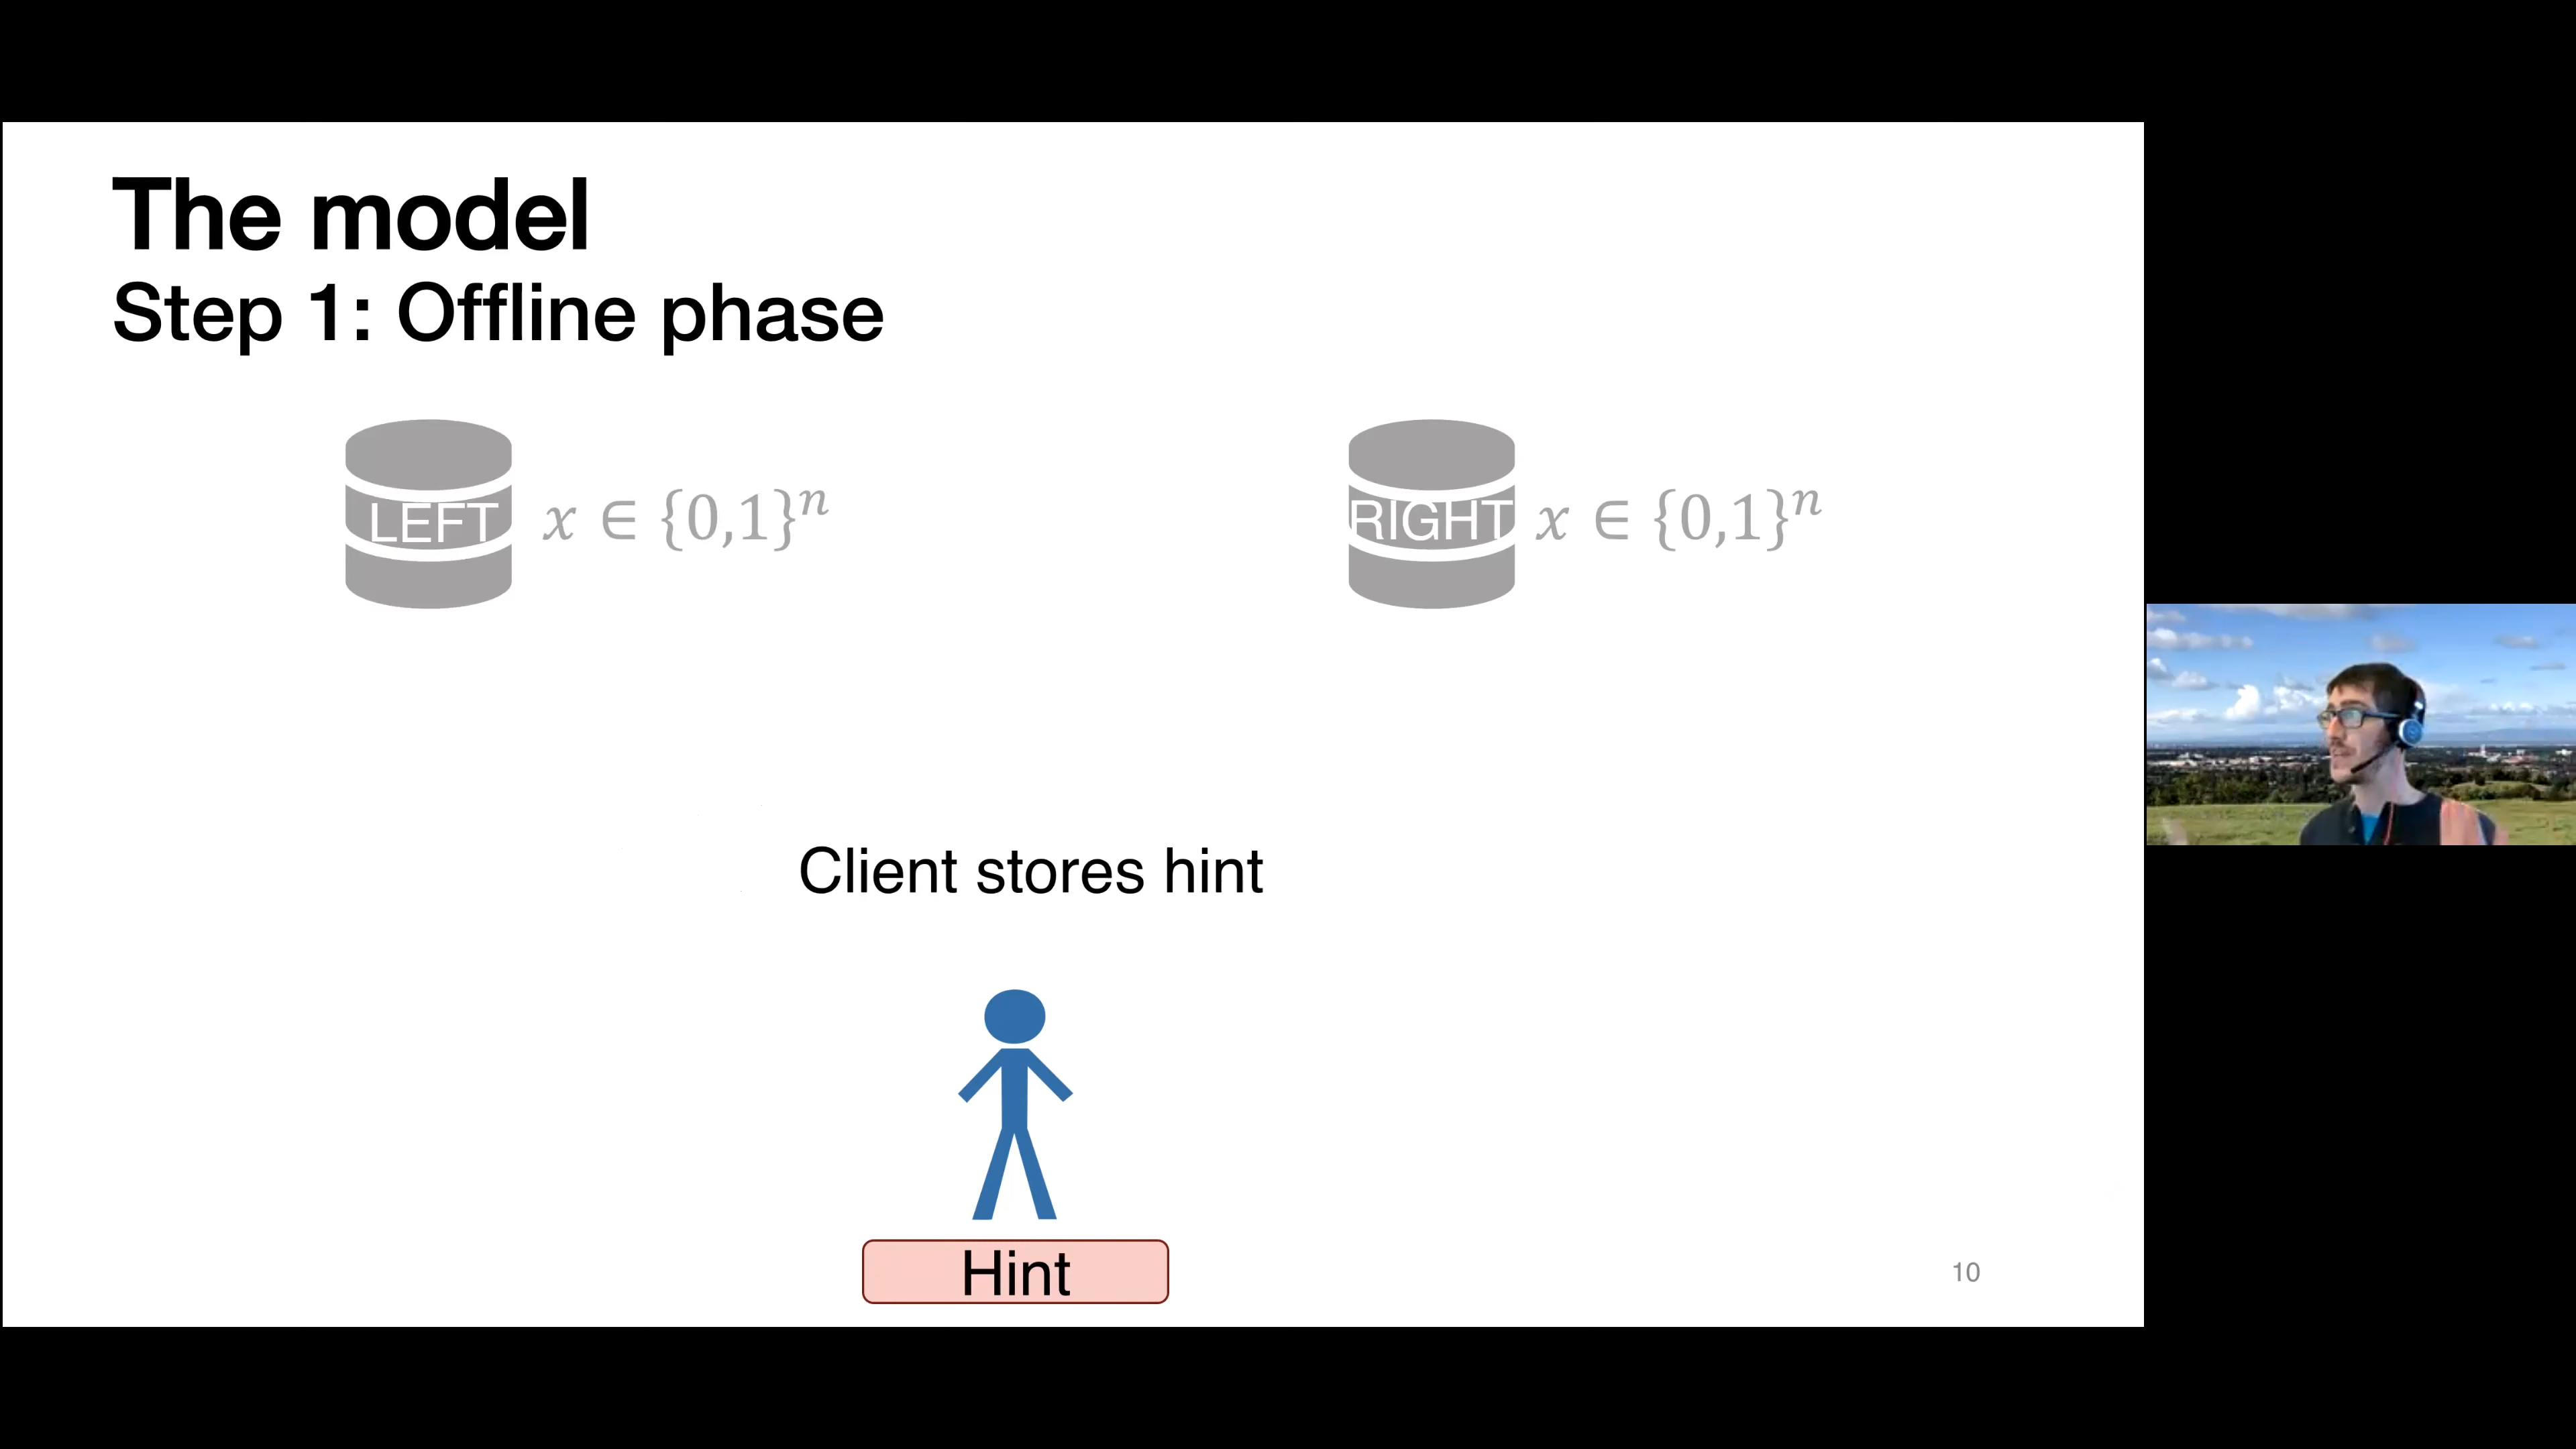 The model
Step 1: Offline phase
LEFT x ∈ {0,1}ⁿ
RIGHT x ∈ {0,1}ⁿ
Client stores hint
Hint
10